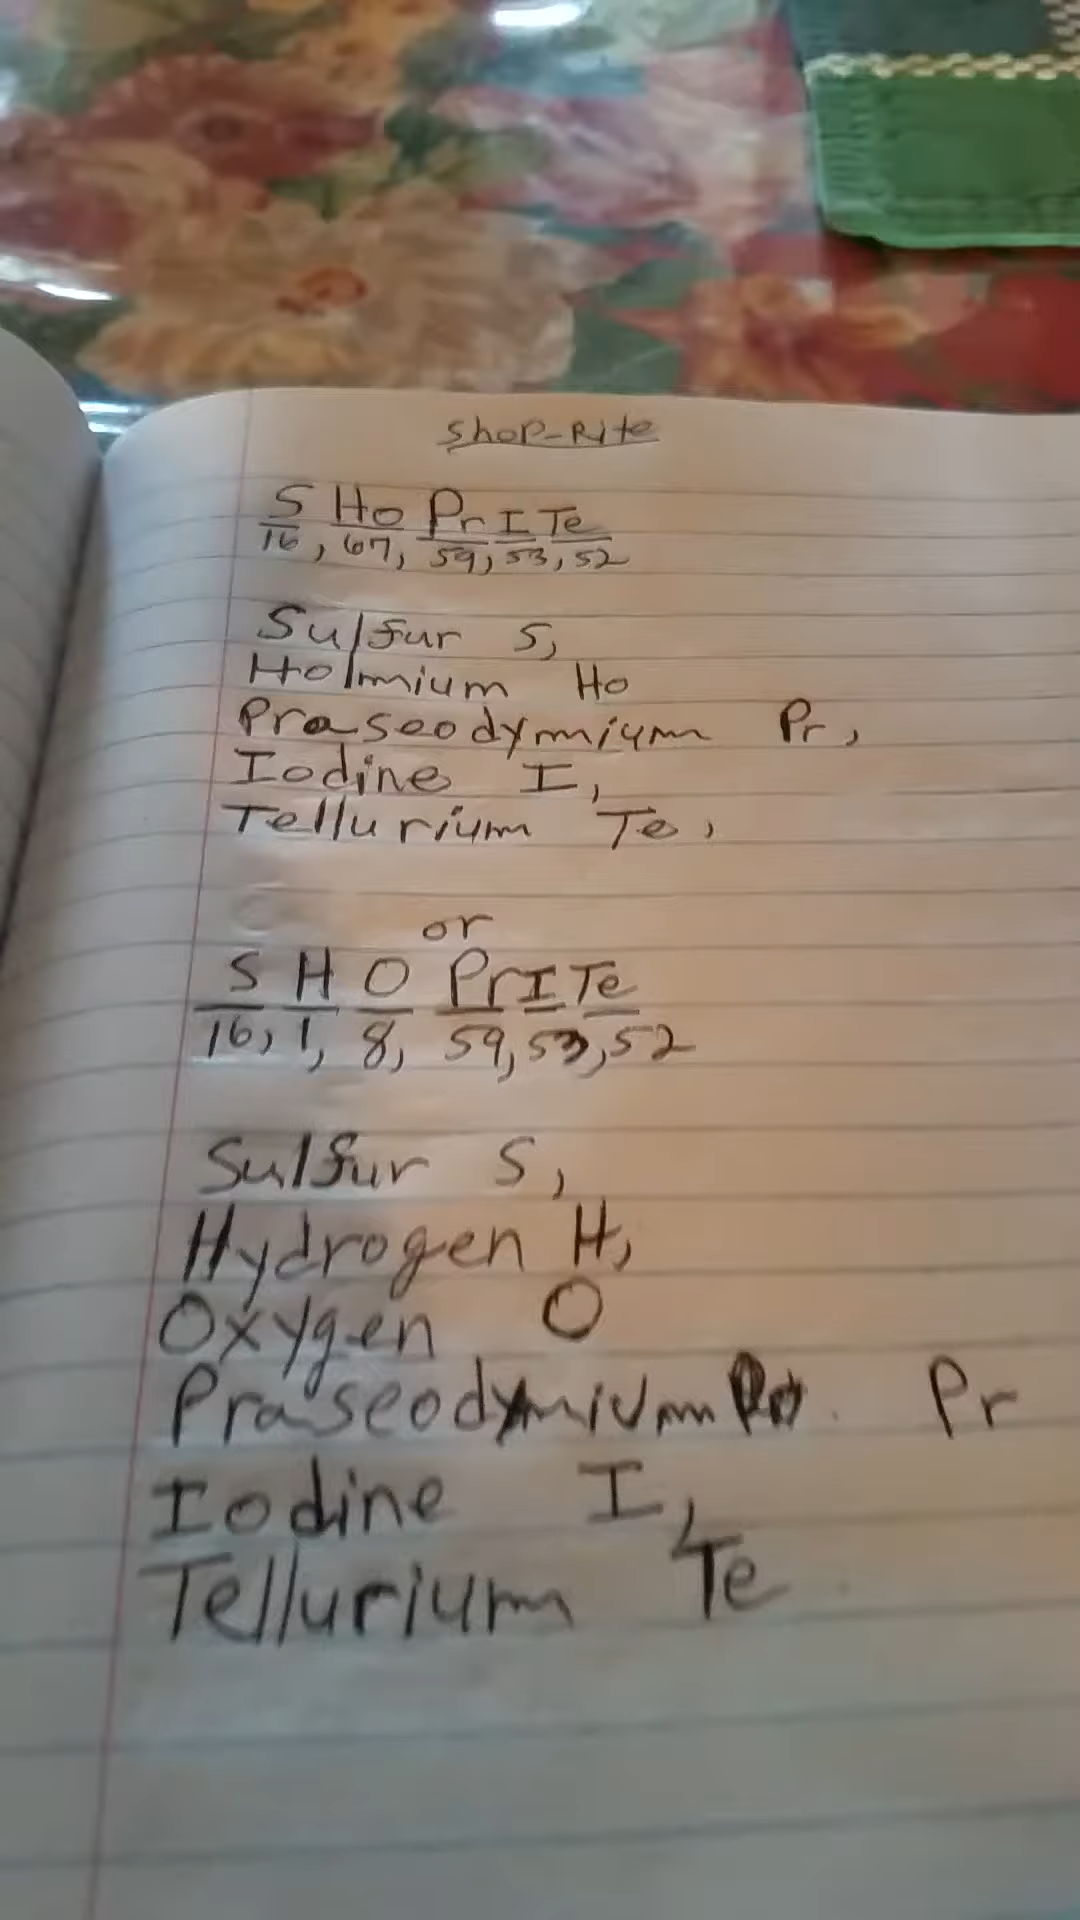 Shop-Rite
S Ho Pr I Te
16, 67, 59, 53, 52
Sulfur S,
Holmium Ho
Praseodymium Pr,
Iodine I,
Tellurium Te,
or
S H O Pr I Te
16, 1, 8, 59, 53, 52
Sulfur S,
Hydrogen H,
Oxygen O
Praseodymium Pr
Iodine I,
Tellurium Te